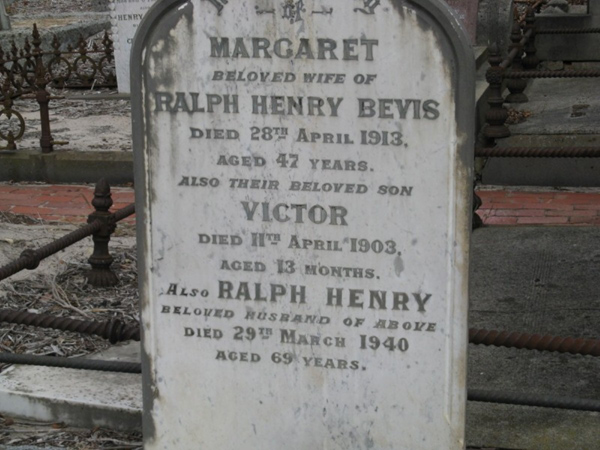 HENRY
MARGARET
BELOVED WIFE OF
RALPH HENRY BEVIS
DIED 28TH APRIL 1913,
AGED 47 YEARS.
ALSO THEIR BELOVED SON
VICTOR
DIED 11TH APRIL 1903,
AGED 13 MONTHS.
ALSO RALPH HENRY
BELOVED HUSBAND OF ABOVE
DIED 29TH MARCH 1940
AGED 69 YEARS.